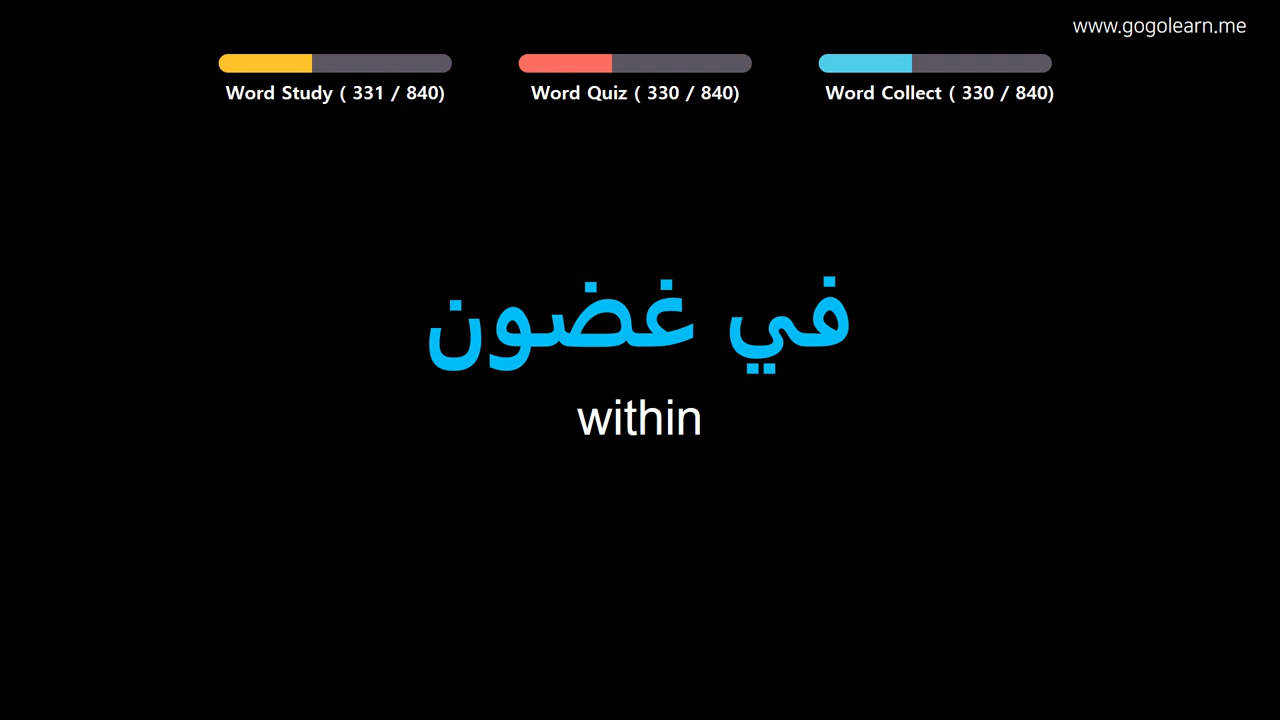 www.gogolearn.me
Word Study ( 331 / 840)
Word Quiz ( 330 / 840)
Word Collect ( 330 / 840)
في غضون
within